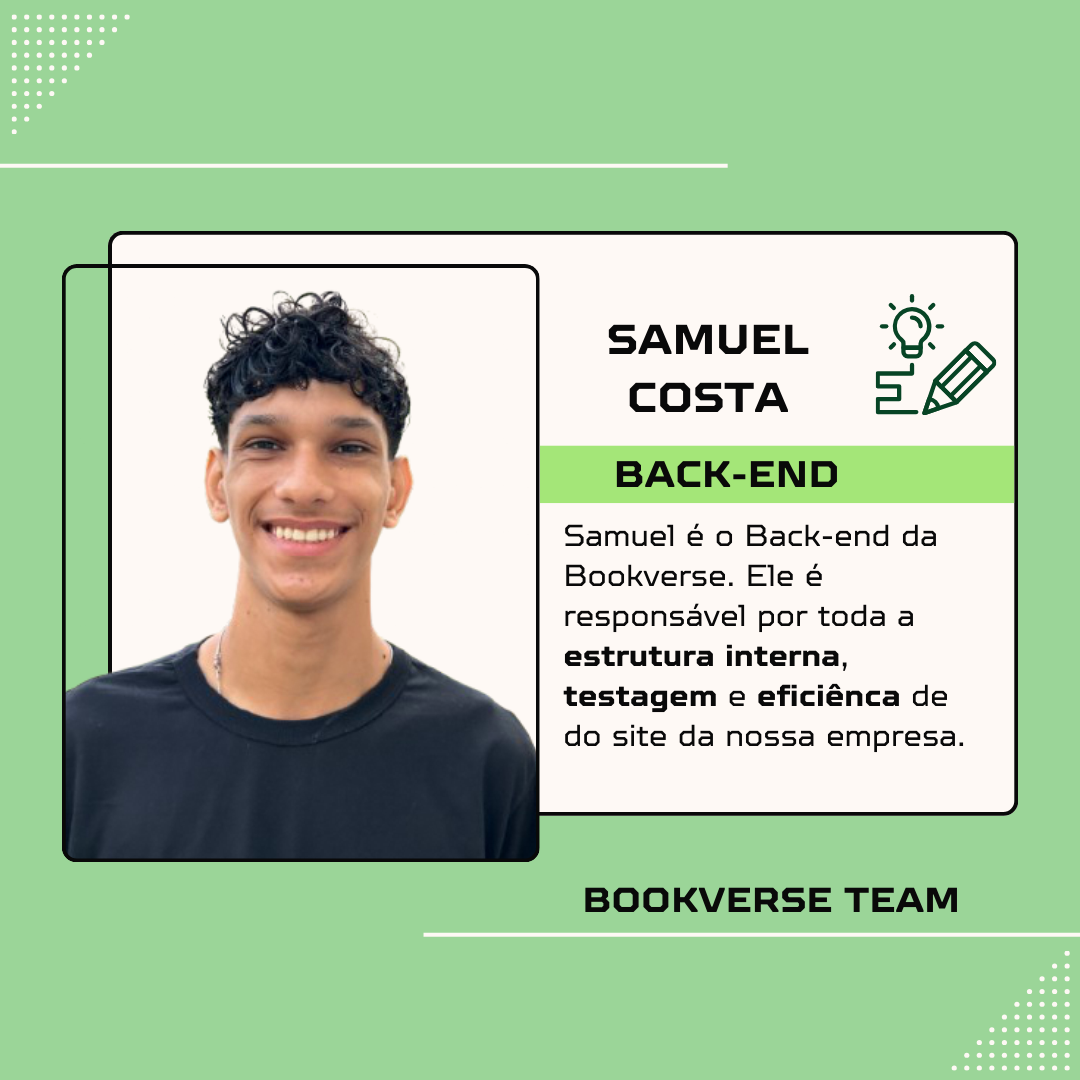 SAMUEL
COSTA
BACK-END
Samuel é o Back-end da
Bookverse. Ele é
responsável por toda a
estrutura interna,
testagem e eficiênca de
do site da nossa empresa.
BOOKVERSE TEAM